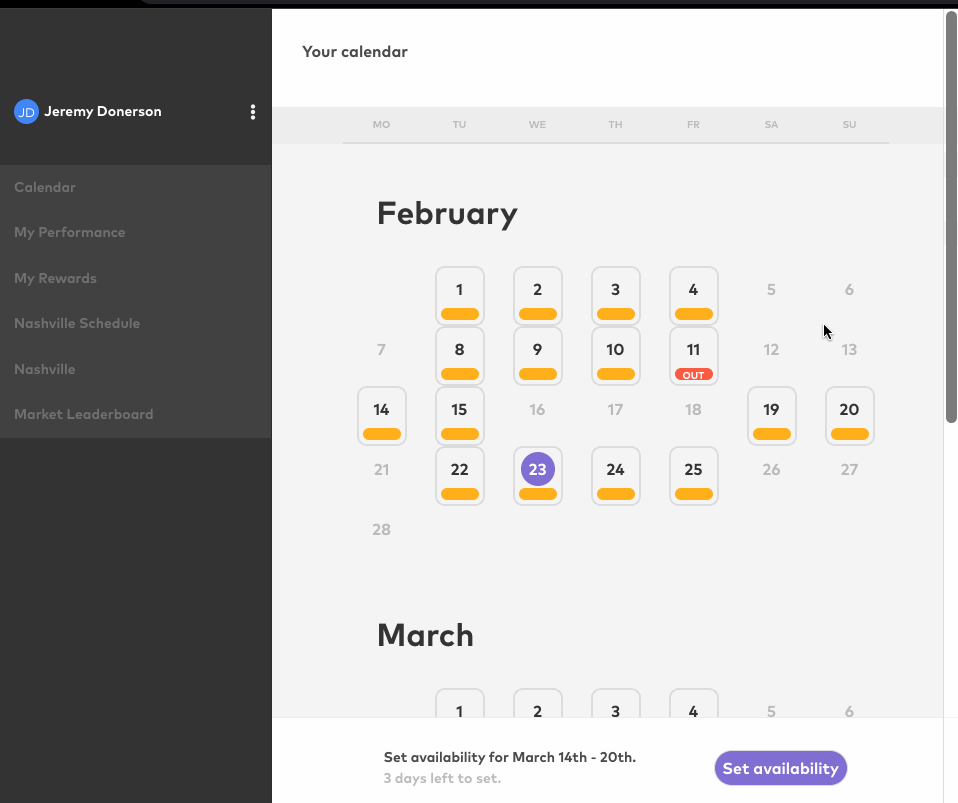 Your calendar
JD Jeremy Donerson
Calendar
My Performance
My Rewards
Nashville Schedule
Nashville
Market Leaderboard
MO TU WE TH FR SA SU
February
1 2 3 4 5 6
7 8 9 10 11 12 13
OUT
14 15 16 17 18 19 20
21 22 23 24 25 26 27
28
March
1 2 3 4 5 6
Set availability for March 14th - 20th.
3 days left to set.
Set availability